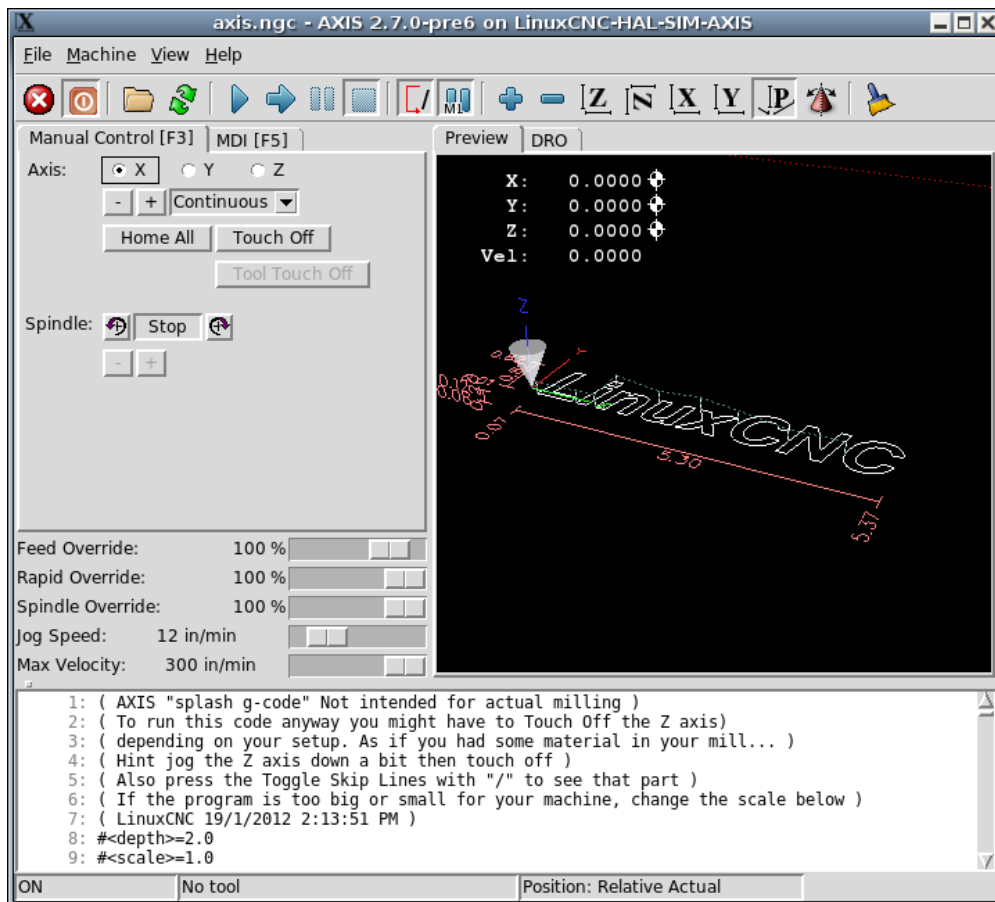 axis.ngc - AXIS 2.7.0-pre6 on LinuxCNC-HAL-SIM-AXIS
File Machine View Help
M1 Z N X Y P
Manual Control [F3] MDI [F5]
Axis: X Y Z
- + Continuous
Home All Touch Off
Tool Touch Off
Spindle: Stop
- +
Feed Override: 100 %
Rapid Override: 100 %
Spindle Override: 100 %
Jog Speed: 12 in/min
Max Velocity: 300 in/min
Preview DRO
X: 0.0000
Y: 0.0000
Z: 0.0000
Vel: 0.0000
Z
Y
LinuxCNC
0.07
5.30
5.37
1: ( AXIS "splash g-code" Not intended for actual milling )
2: ( To run this code anyway you might have to Touch Off the Z axis)
3: ( depending on your setup. As if you had some material in your mill... )
4: ( Hint jog the Z axis down a bit then touch off )
5: ( Also press the Toggle Skip Lines with "/" to see that part )
6: ( If the program is too big or small for your machine, change the scale below )
7: ( LinuxCNC 19/1/2012 2:13:51 PM )
8: #<depth>=2.0
9: #<scale>=1.0
ON No tool Position: Relative Actual